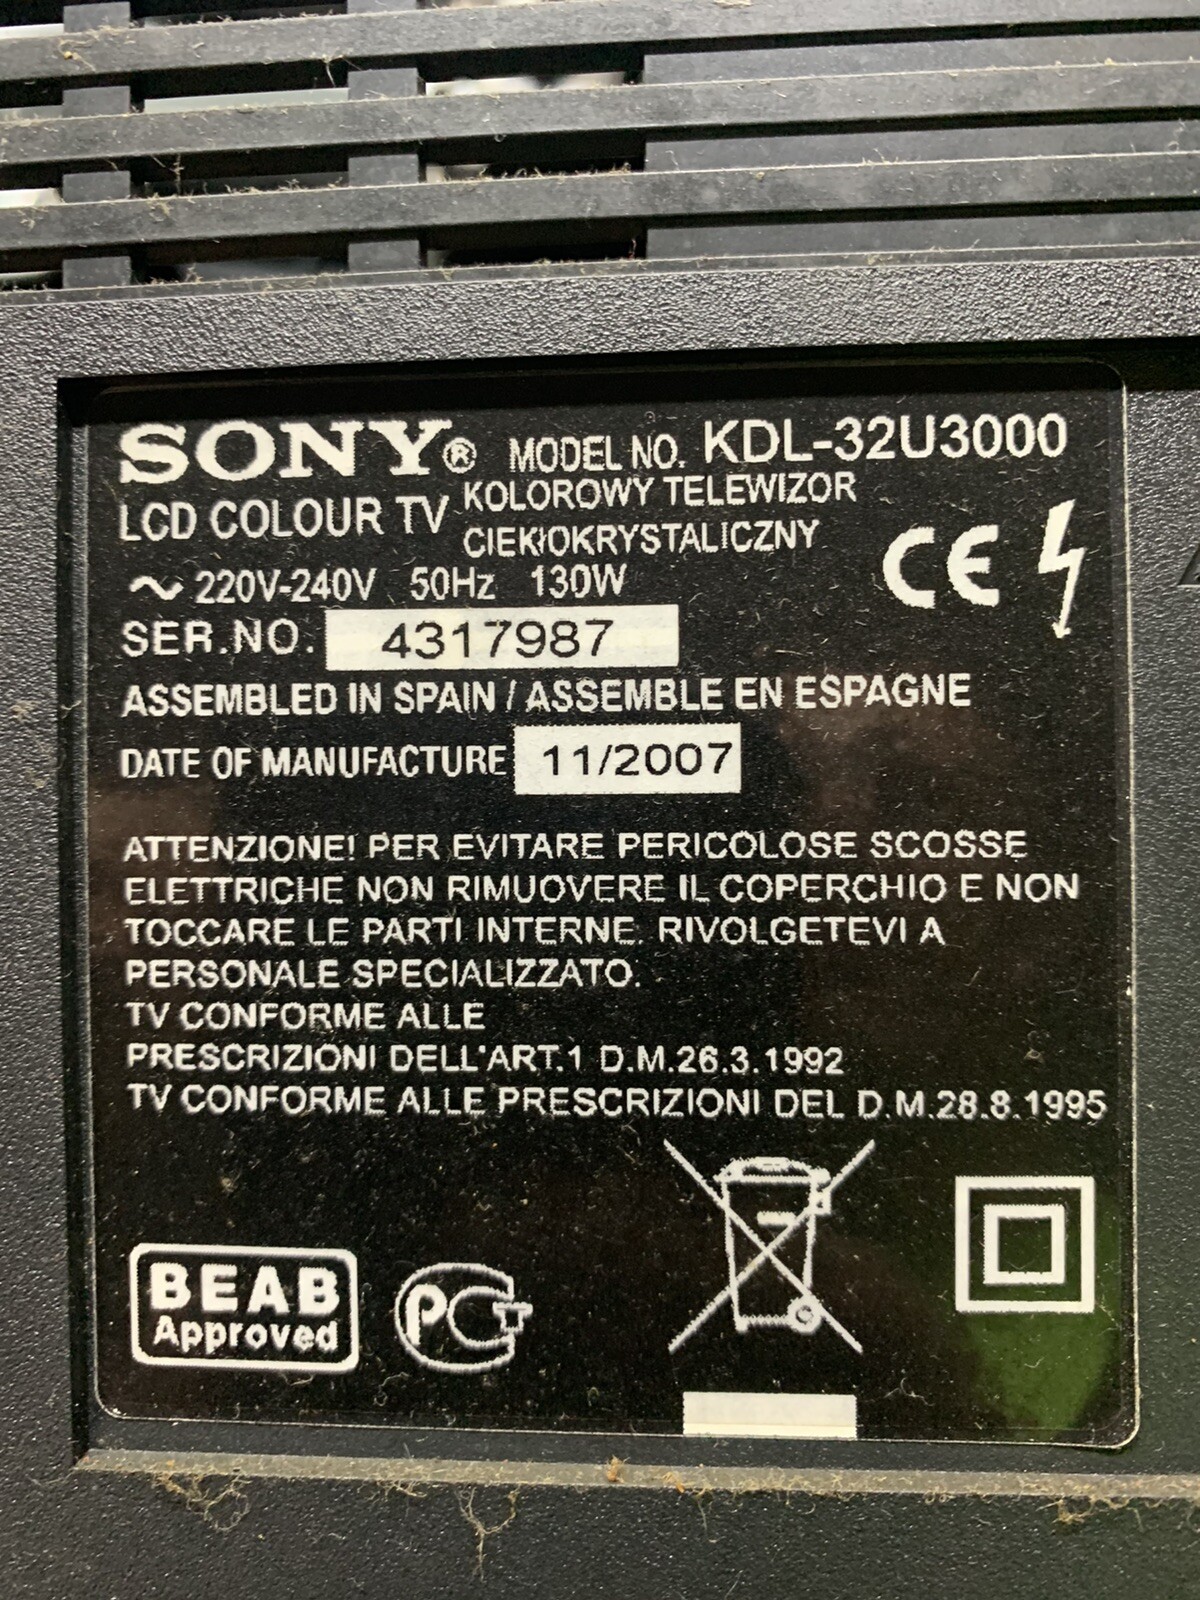 SONY® MODEL NO. KDL-32U3000
LCD COLOUR TV KOLOROWY TELEWIZOR
CIEKŁOKRYSTALICZNY
~ 220V-240V 50Hz 130W
SER.NO. 4317987
ASSEMBLED IN SPAIN / ASSEMBLE EN ESPAGNE
DATE OF MANUFACTURE 11/2007
ATTENZIONE! PER EVITARE PERICOLOSE SCOSSE
ELETTRICHE NON RIMUOVERE IL COPERCHIO E NON
TOCCARE LE PARTI INTERNE. RIVOLGETEVI A
PERSONALE SPECIALIZZATO.
TV CONFORME ALLE
PRESCRIZIONI DELL'ART.1 D.M.26.3.1992
TV CONFORME ALLE PRESCRIZIONI DEL D.M.28.8.1995
CE
BEAB
Approved
PCT